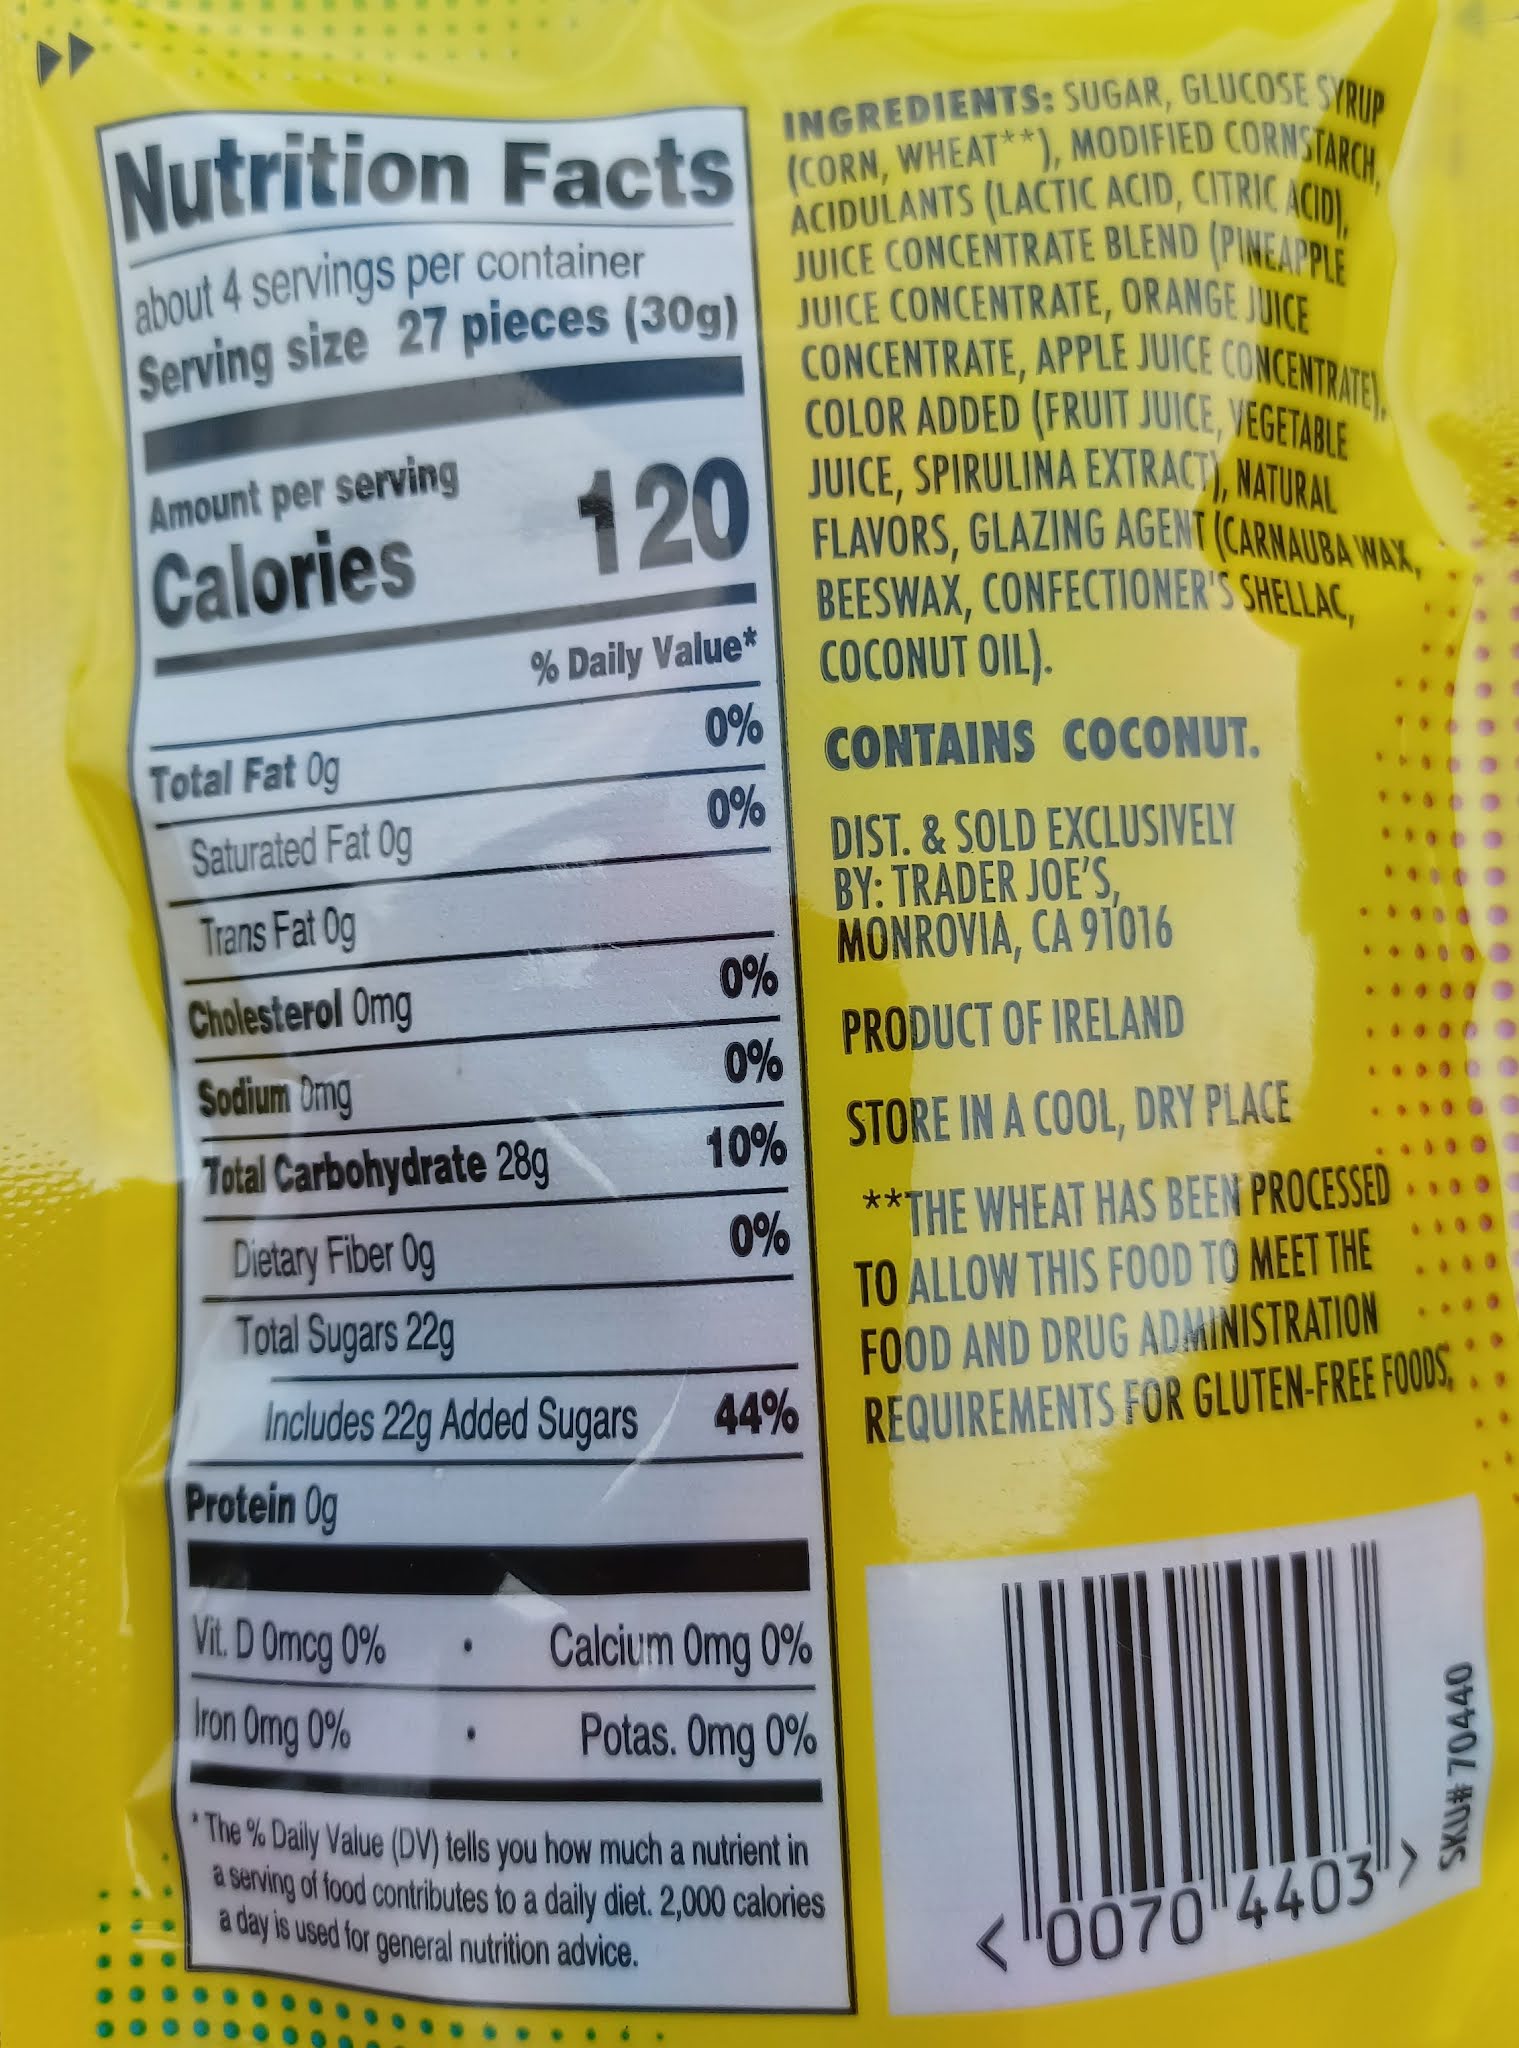 Nutrition Facts
about 4 servings per container
Serving size 27 pieces (30g)
Amount per serving
Calories 120
% Daily Value*
Total Fat 0g 0%
Saturated Fat 0g 0%
Trans Fat 0g
Cholesterol 0mg 0%
Sodium 0mg 0%
Total Carbohydrate 28g 10%
Dietary Fiber 0g 0%
Total Sugars 22g
Includes 22g Added Sugars 44%
Protein 0g
Vit. D 0mcg 0% • Calcium 0mg 0%
Iron 0mg 0% • Potas. 0mg 0%
* The % Daily Value (DV) tells you how much a nutrient in
a serving of food contributes to a daily diet. 2,000 calories
a day is used for general nutrition advice.
INGREDIENTS: SUGAR, GLUCOSE SYRUP
(CORN, WHEAT**), MODIFIED CORNSTARCH,
ACIDULANTS (LACTIC ACID, CITRIC ACID),
JUICE CONCENTRATE BLEND (PINEAPPLE
JUICE CONCENTRATE, ORANGE JUICE
CONCENTRATE, APPLE JUICE CONCENTRATE),
COLOR ADDED (FRUIT JUICE, VEGETABLE
JUICE, SPIRULINA EXTRACT), NATURAL
FLAVORS, GLAZING AGENT (CARNAUBA WAX,
BEESWAX, CONFECTIONER'S SHELLAC,
COCONUT OIL).
CONTAINS COCONUT.
DIST. & SOLD EXCLUSIVELY
BY: TRADER JOE'S,
MONROVIA, CA 91016
PRODUCT OF IRELAND
STORE IN A COOL, DRY PLACE
**THE WHEAT HAS BEEN PROCESSED
TO ALLOW THIS FOOD TO MEET THE
FOOD AND DRUG ADMINISTRATION
REQUIREMENTS FOR GLUTEN-FREE FOODS.
< 0070 4403 >
SKU# 70440